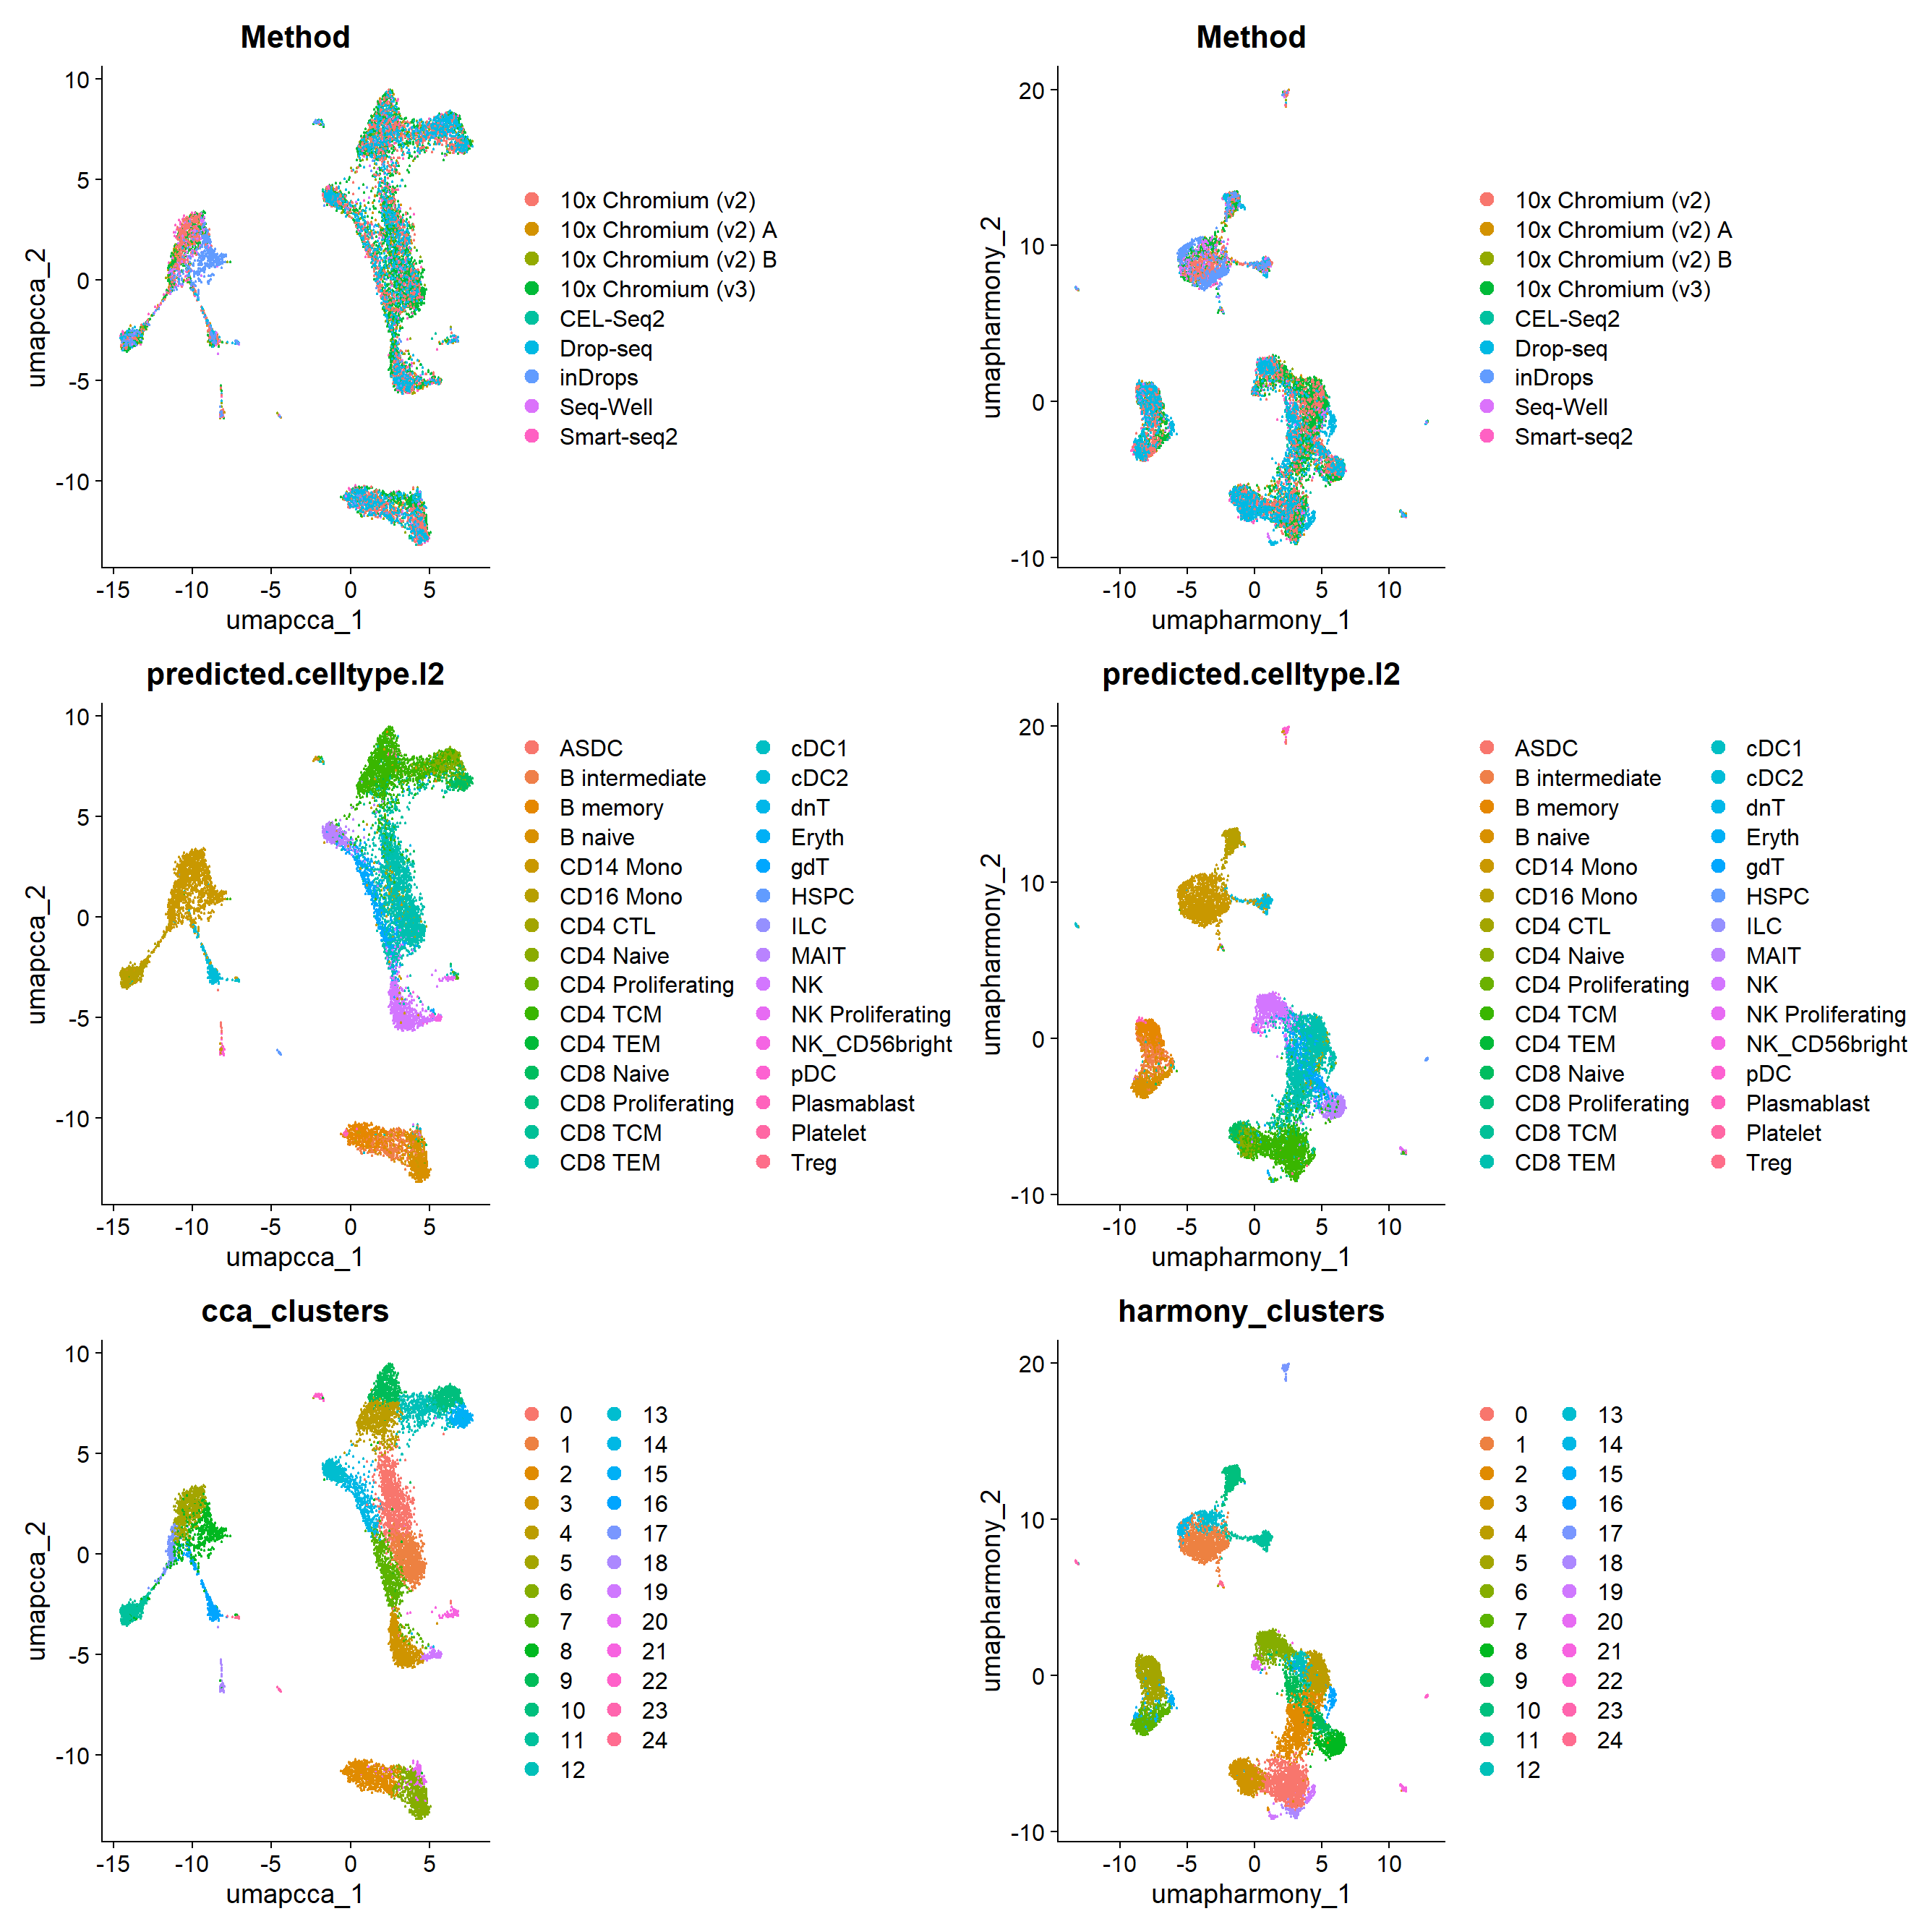 Method
10
5
0
-5
-10
-15 -10 -5 0 5
umapcca_2
umapcca_1
10x Chromium (v2)
10x Chromium (v2) A
10x Chromium (v2) B
10x Chromium (v3)
CEL-Seq2
Drop-seq
inDrops
Seq-Well
Smart-seq2
Method
20
10
0
-10
-10 -5 0 5 10
umapharmony_2
umapharmony_1
10x Chromium (v2)
10x Chromium (v2) A
10x Chromium (v2) B
10x Chromium (v3)
CEL-Seq2
Drop-seq
inDrops
Seq-Well
Smart-seq2
predicted.celltype.l2
10
5
0
-5
-10
-15 -10 -5 0 5
umapcca_2
umapcca_1
ASDC
B intermediate
B memory
B naive
CD14 Mono
CD16 Mono
CD4 CTL
CD4 Naive
CD4 Proliferating
CD4 TCM
CD4 TEM
CD8 Naive
CD8 Proliferating
CD8 TCM
CD8 TEM
cDC1
cDC2
dnT
Eryth
gdT
HSPC
ILC
MAIT
NK
NK Proliferating
NK_CD56bright
pDC
Plasmablast
Platelet
Treg
predicted.celltype.l2
20
10
0
-10
-10 -5 0 5 10
umapharmony_2
umapharmony_1
ASDC
B intermediate
B memory
B naive
CD14 Mono
CD16 Mono
CD4 CTL
CD4 Naive
CD4 Proliferating
CD4 TCM
CD4 TEM
CD8 Naive
CD8 Proliferating
CD8 TCM
CD8 TEM
cDC1
cDC2
dnT
Eryth
gdT
HSPC
ILC
MAIT
NK
NK Proliferating
NK_CD56bright
pDC
Plasmablast
Platelet
Treg
cca_clusters
10
5
0
-5
-10
-15 -10 -5 0 5
umapcca_2
umapcca_1
0
1
2
3
4
5
6
7
8
9
10
11
12
13
14
15
16
17
18
19
20
21
22
23
24
harmony_clusters
20
10
0
-10
-10 -5 0 5 10
umapharmony_2
umapharmony_1
0
1
2
3
4
5
6
7
8
9
10
11
12
13
14
15
16
17
18
19
20
21
22
23
24